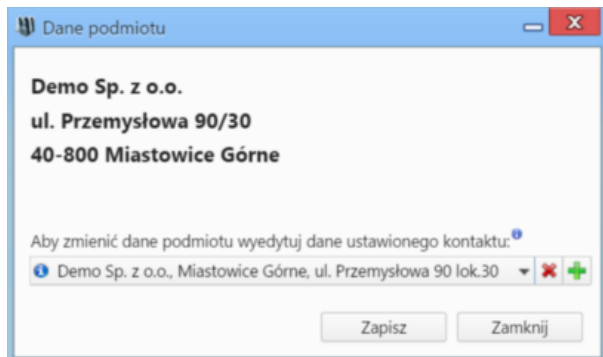 Dane podmiotu
Demo Sp. z o.o.
ul. Przemysłowa 90/30
40-800 Miastowice Górne
Aby zmienić dane podmiotu wyedytuj dane ustawionego kontaktu:
Demo Sp. z o.o., Miastowice Górne, ul. Przemysłowa 90 lok.30
Zapisz Zamknij